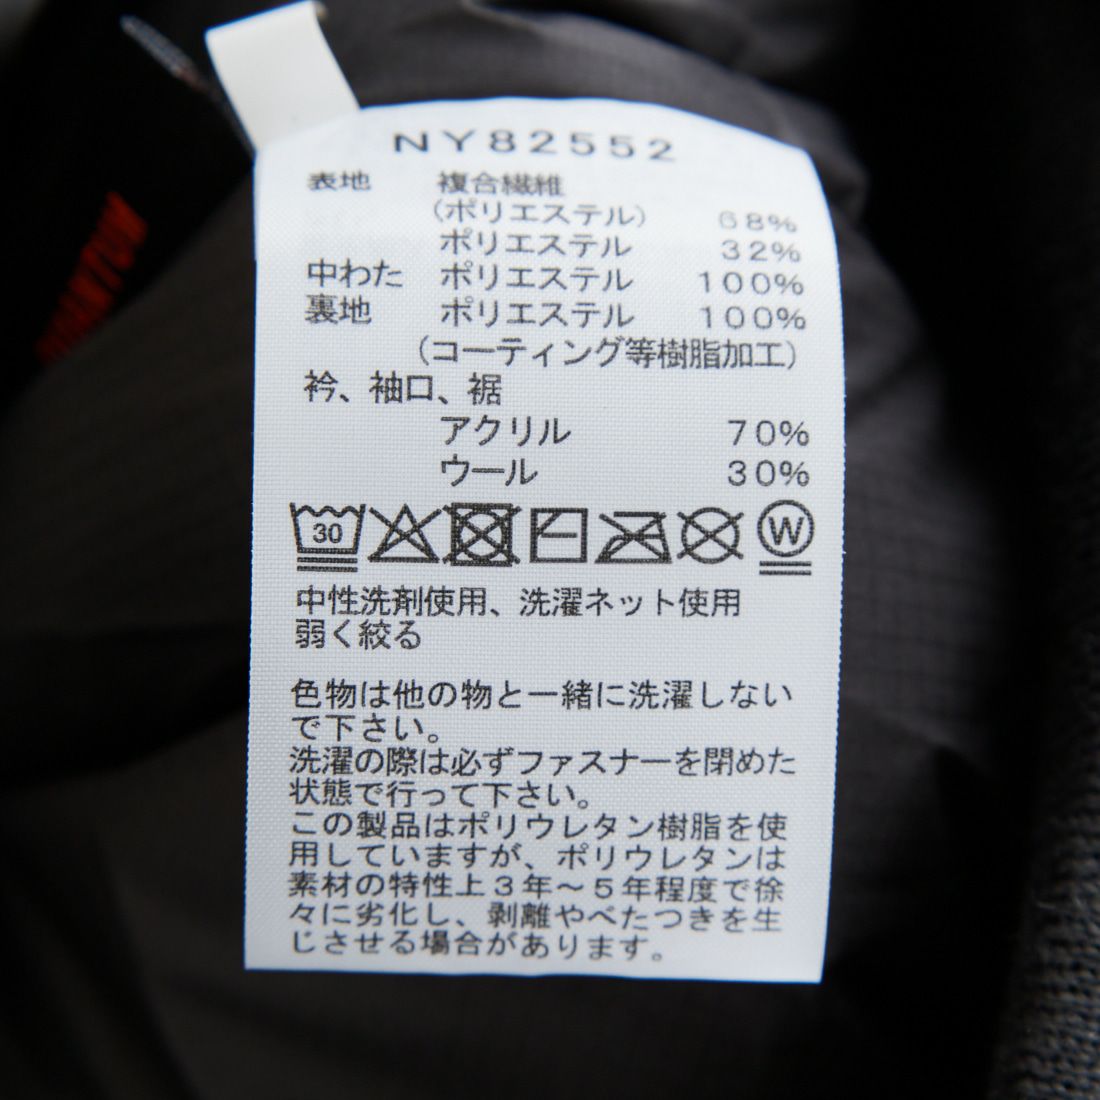 NY82552
表地 複合繊維
(ポリエステル) 68%
ポリエステル 32%
中わた ポリエステル 100%
裏地 ポリエステル 100%
(コーティング等樹脂加工)
衿、袖口、裾
アクリル 70%
ウール 30%
30 W
中性洗剤使用、洗濯ネット使用
弱く絞る
色物は他の物と一緒に洗濯しない
で下さい。
洗濯の際は必ずファスナーを閉めた
状態で行って下さい。
この製品はポリウレタン樹脂を使
用していますが、ポリウレタンは
素材の特性上3年～5年程度で徐
々に劣化し、剥離やべたつきを生
じさせる場合があります。